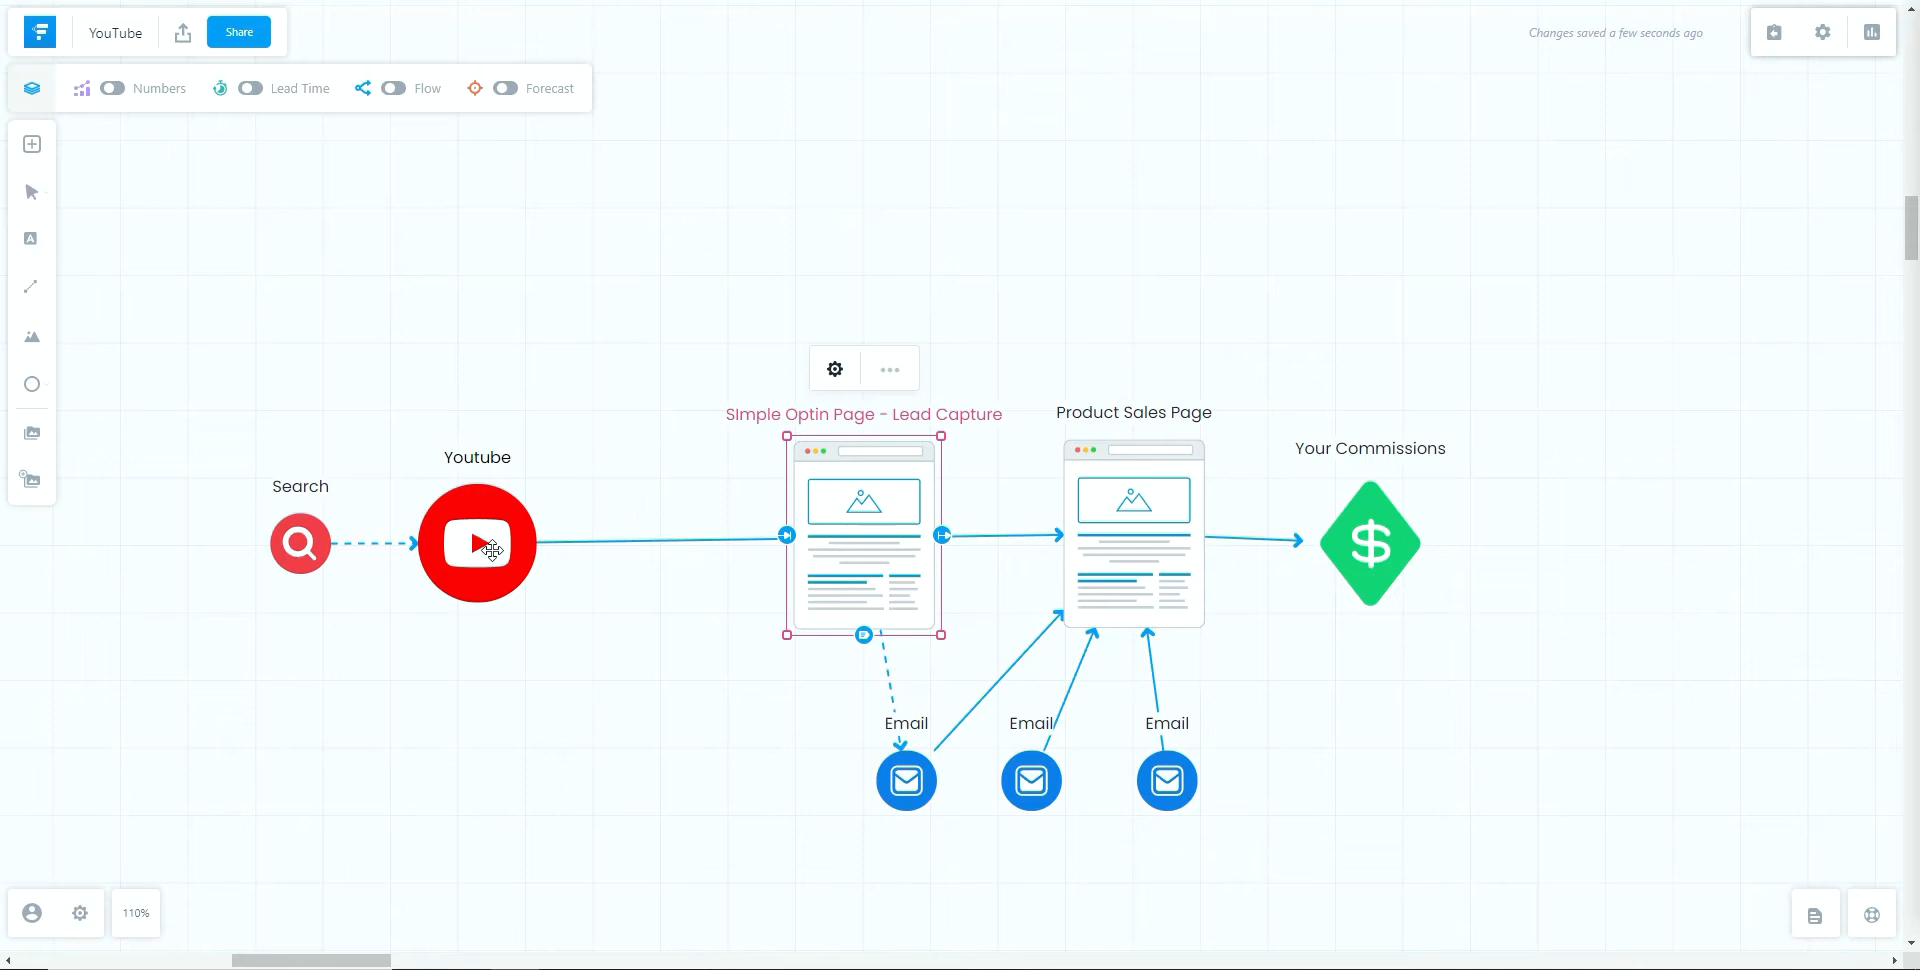 YouTube
Share
Changes saved a few seconds ago
Numbers
Lead Time
Flow
Forecast
SImple Optin Page - Lead Capture
Product Sales Page
Your Commissions
Youtube
Search
Email
Email
Email
110%